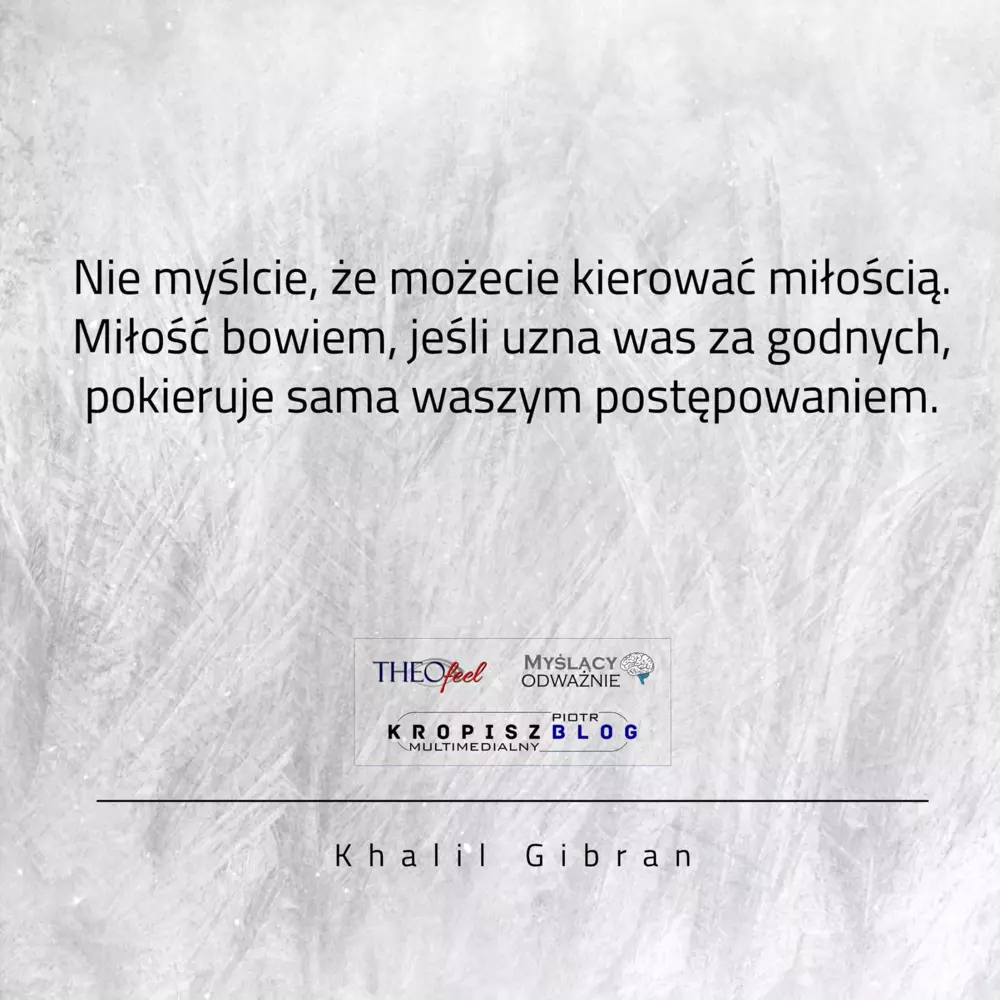 Nie myślcie, że możecie kierować miłością.
Miłość bowiem, jeśli uzna was za godnych,
pokieruje sama waszym postępowaniem.
THEOfeel
MYŚLĄCY
ODWAŻNIE
PIOTR
KROPISZ BLOG
MULTIMEDIALNY
Khalil Gibran